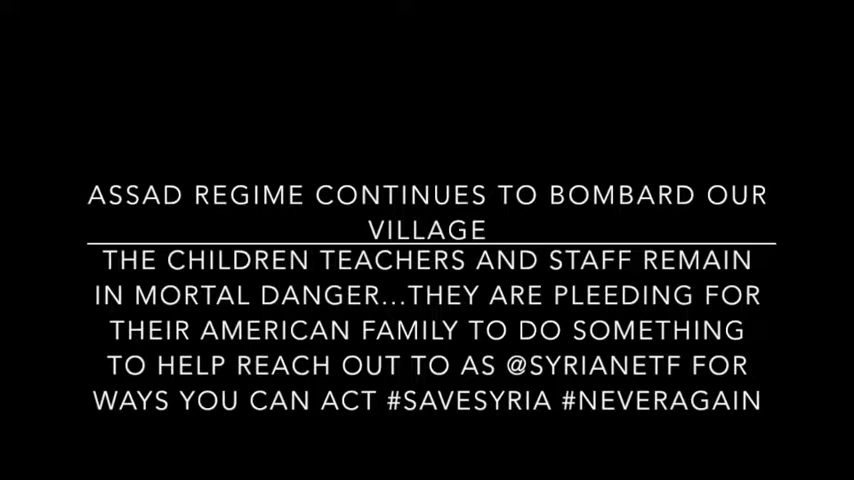 ASSAD REGIME CONTINUES TO BOMBARD OUR
VILLAGE
THE CHILDREN TEACHERS AND STAFF REMAIN
IN MORTAL DANGER...THEY ARE PLEEDING FOR
THEIR AMERICAN FAMILY TO DO SOMETHING
TO HELP REACH OUT TO AS @SYRIANETF FOR
WAYS YOU CAN ACT #SAVESYRIA #NEVERAGAIN